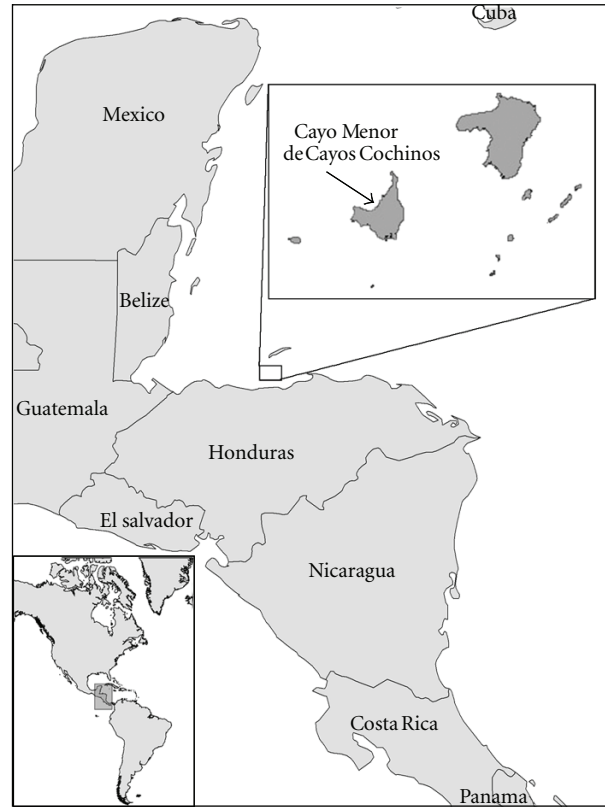 Cuba
Mexico
Cayo Menor
de Cayos Cochinos
Belize
Guatemala
Honduras
El salvador
Nicaragua
Costa Rica
Panama